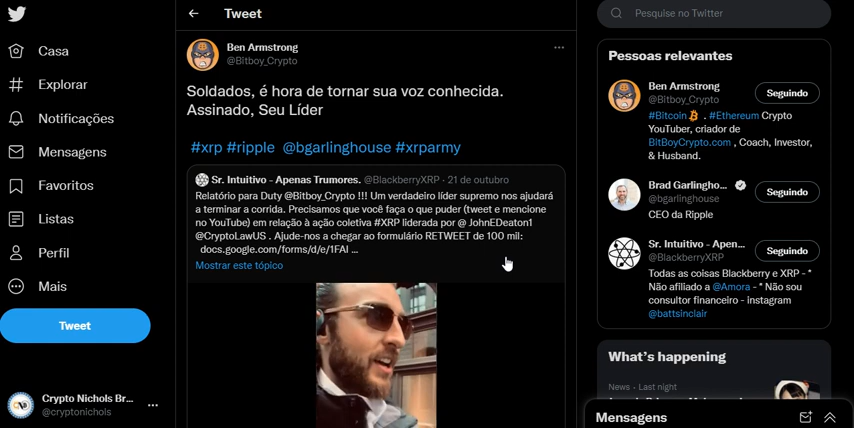 Tweet
Casa
Explorar
Notificações
Mensagens
Favoritos
Listas
Perfil
Mais
Tweet
Crypto Nichols Br...
@cryptonichols
Ben Armstrong
@Bitboy_Crypto
Soldados, é hora de tornar sua voz conhecida.
Assinado, Seu Líder
#xrp #ripple @bgarlinghouse #xrparmy
Sr. Intuitivo - Apenas Trumores. @BlackberryXRP · 21 de outubro
Relatório para Duty @Bitboy_Crypto !!! Um verdadeiro líder supremo nos ajudará
a terminar a corrida. Precisamos que você faça o que puder (tweet e mencione
no YouTube) em relação à ação coletiva #XRP liderada por @ JohnEDeaton1
@CryptoLawUS . Ajude-nos a chegar ao formulário RETWEET de 100 mil:
docs.google.com/forms/d/e/1FAI ...
Mostrar este tópico
Pesquise no Twitter
Pessoas relevantes
Ben Armstrong
@Bitboy_Crypto
Seguindo
#Bitcoin . #Ethereum Crypto
YouTuber, criador de
BItBoyCrypto.com , Coach, Investor,
& Husband.
Brad Garlingho...
@bgarlinghouse
Seguindo
CEO da Ripple
Sr. Intuitivo - Apen...
@BlackberryXRP
Seguindo
Todas as coisas Blackberry e XRP - *
Não afiliado a @Amora - * Não sou
consultor financeiro - instagram
@battsinclair
What's happening
News · Last night
Mensagens